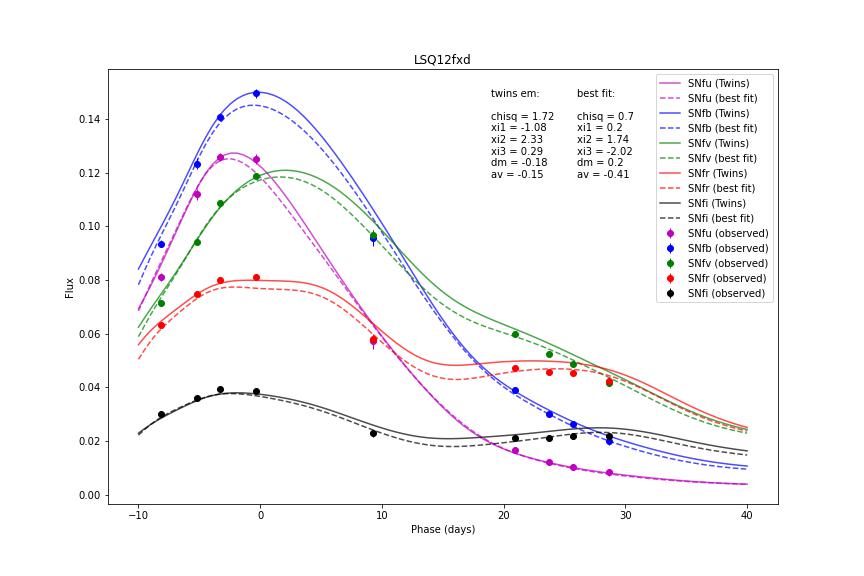 LSQ12fxd
twins em:
chisq = 1.72
xi1 = -1.08
xi2 = 2.33
xi3 = 0.29
dm = -0.18
av = -0.15
best fit:
chisq = 0.7
xi1 = 0.2
xi2 = 1.74
xi3 = -2.02
dm = 0.2
av = -0.41
SNfu (Twins)
SNfu (best fit)
SNfb (Twins)
SNfb (best fit)
SNfv (Twins)
SNfv (best fit)
SNfr (Twins)
SNfr (best fit)
SNfi (Twins)
SNfi (best fit)
SNfu (observed)
SNfb (observed)
SNfv (observed)
SNfr (observed)
SNfi (observed)
Flux
0.14
0.12
0.10
0.08
0.06
0.04
0.02
0.00
−10
0
10
20
30
40
Phase (days)